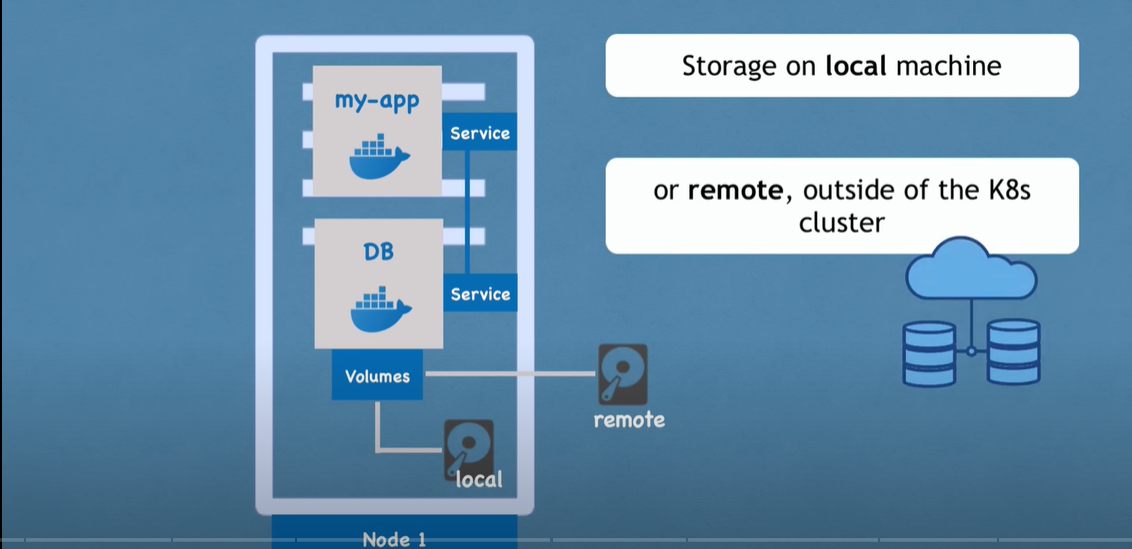 my-app
Service
DB
Service
Volumes
local
remote
Node 1
Storage on local machine
or remote, outside of the K8s
cluster